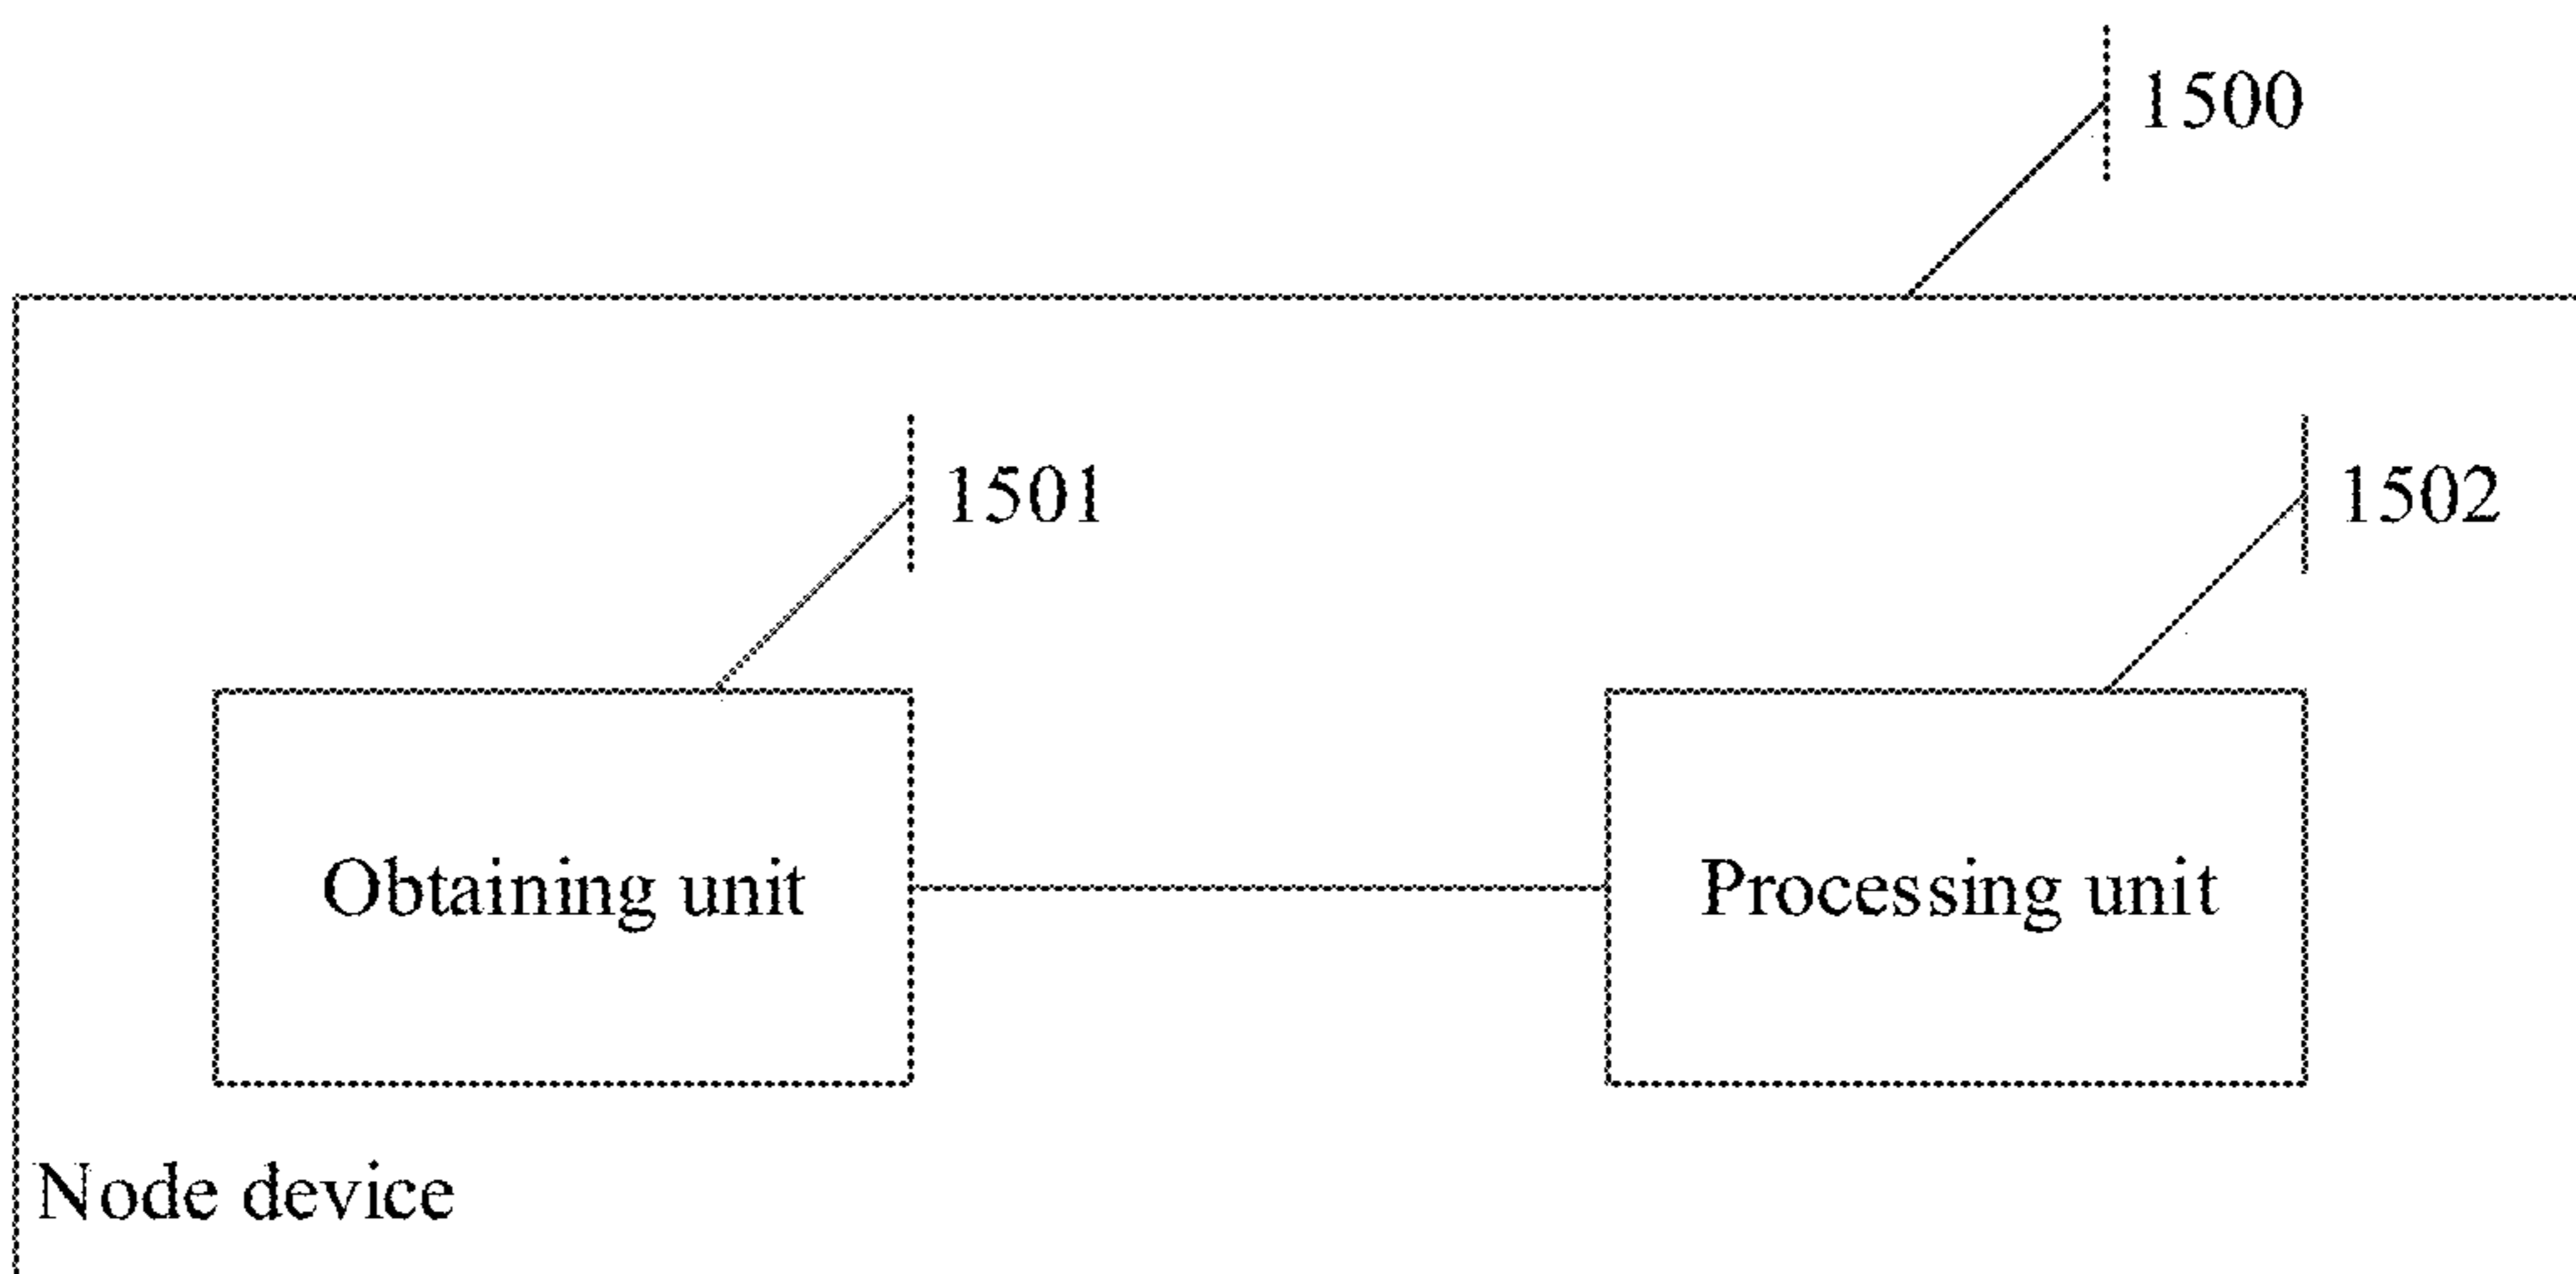 1500
1501
1502
Obtaining unit
Processing unit
Node device